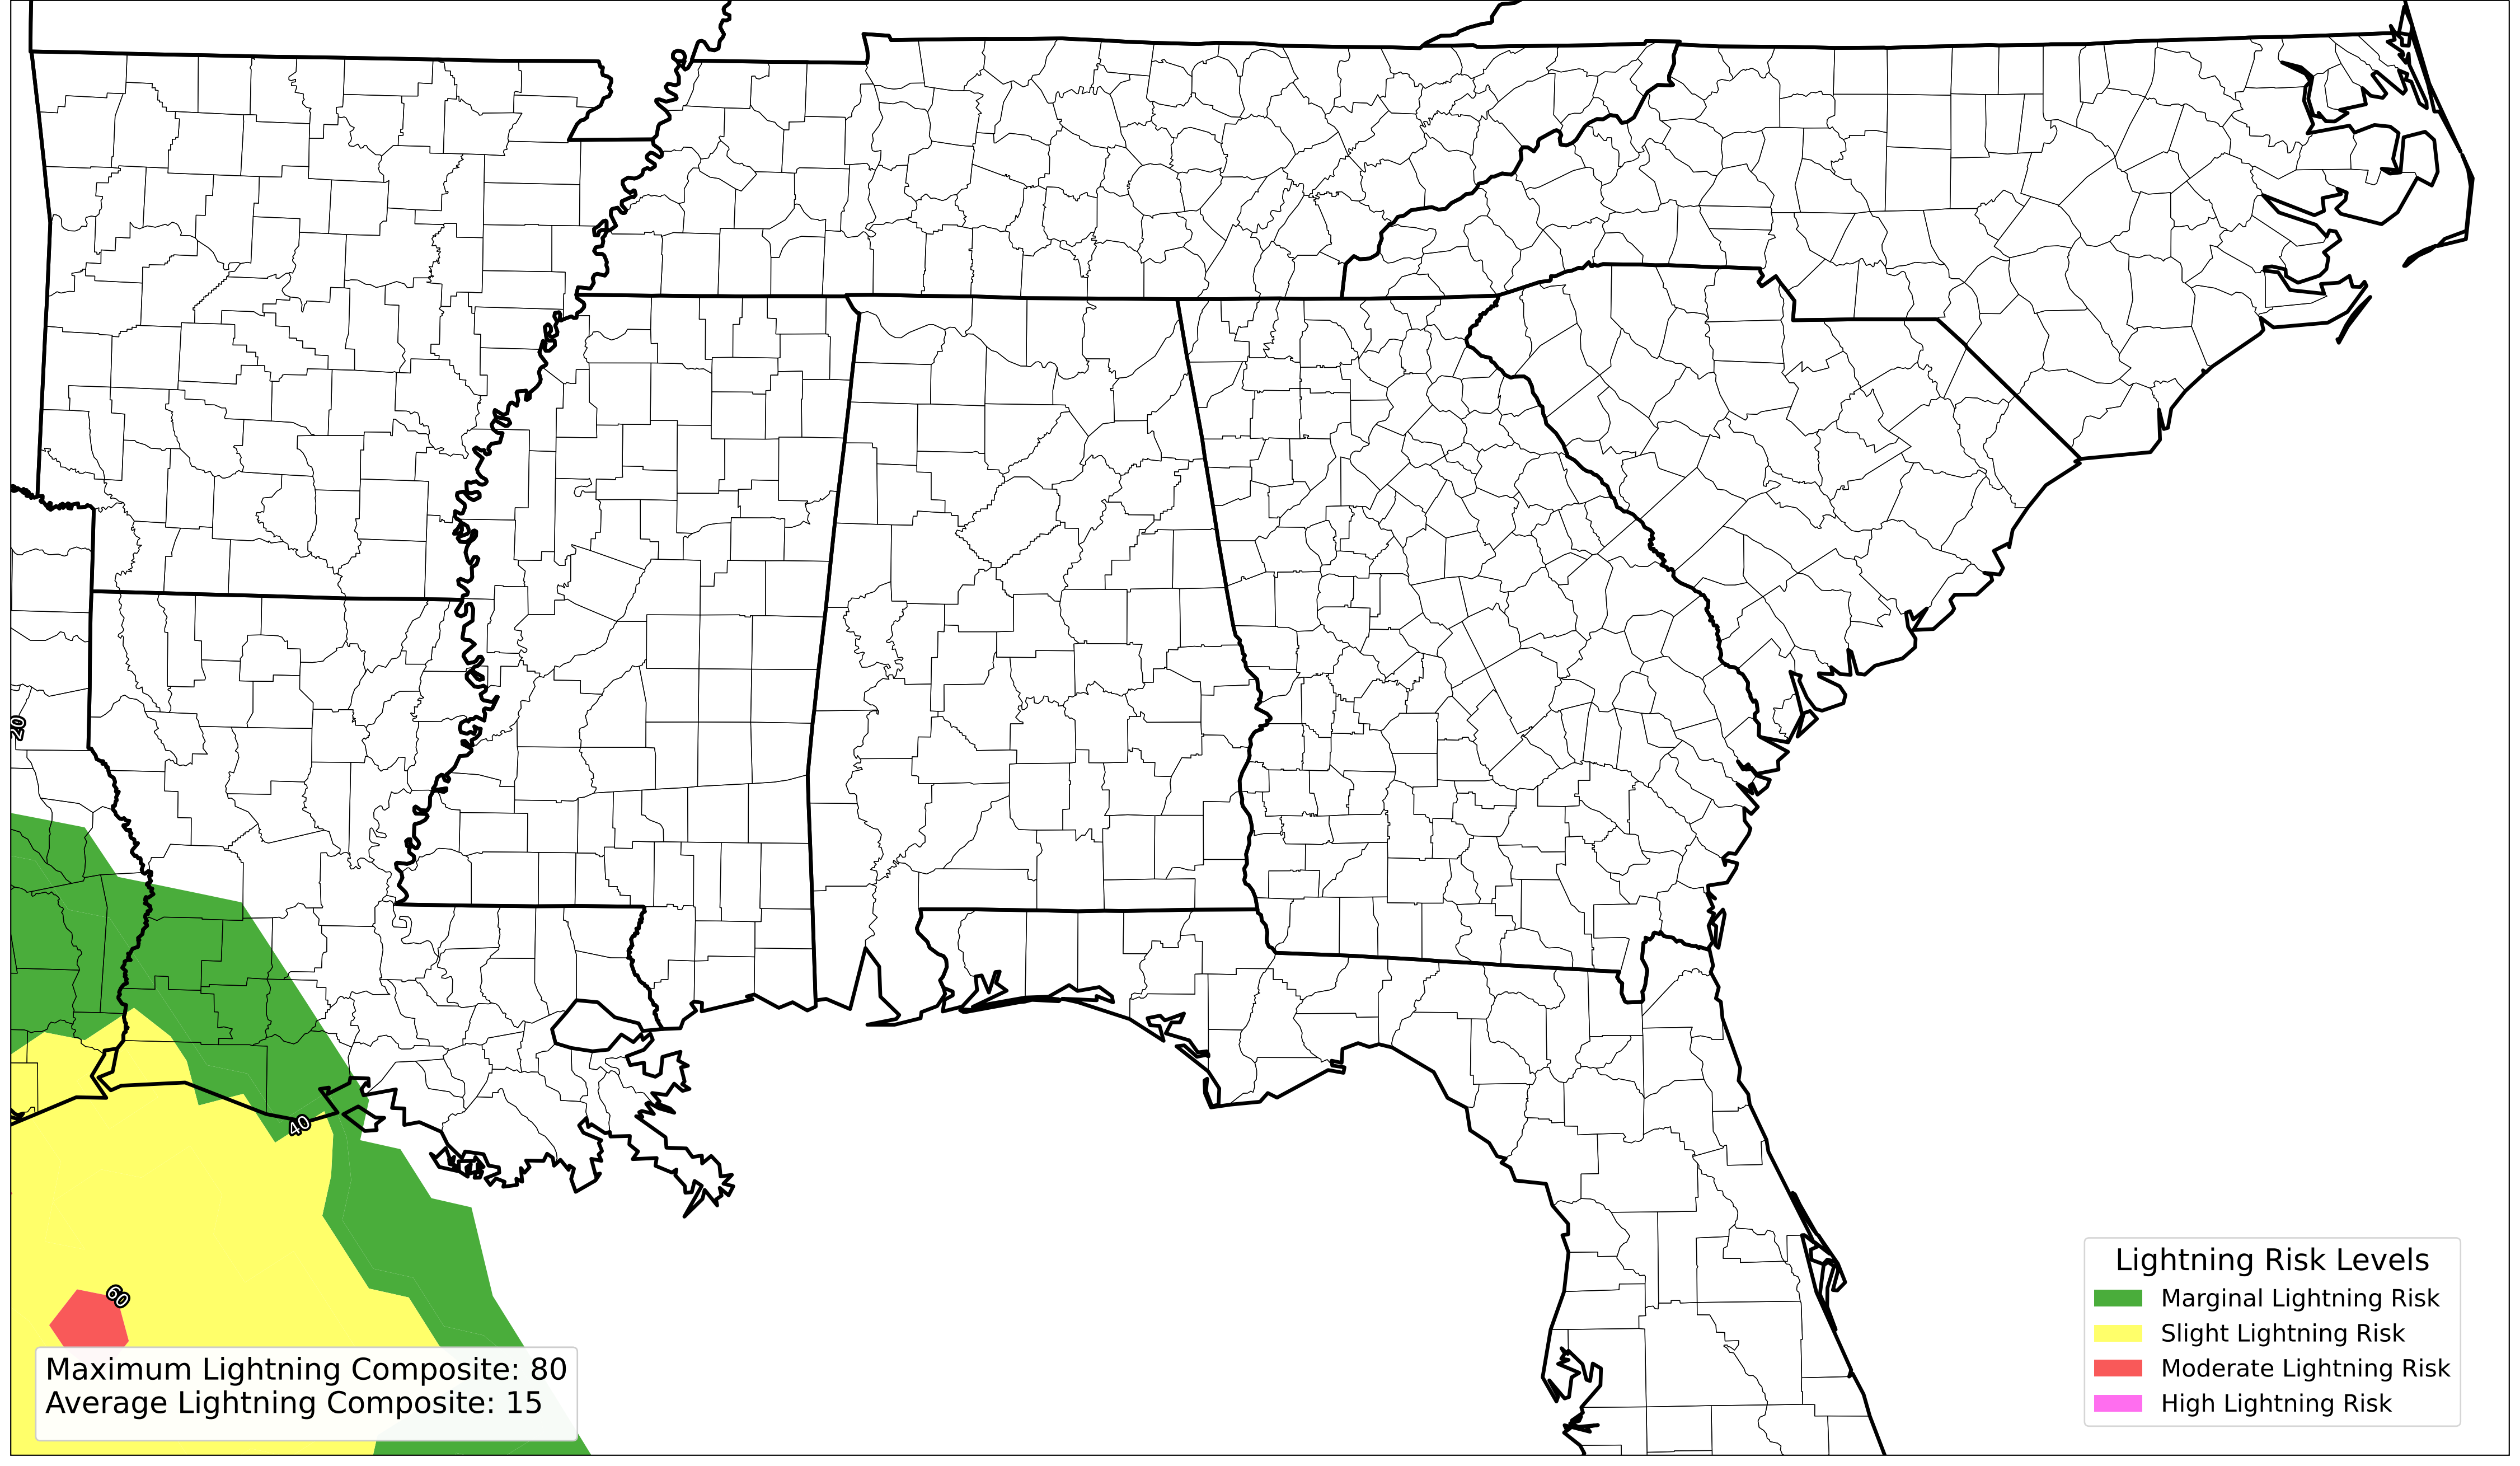 20
40
60
Maximum Lightning Composite: 80
Average Lightning Composite: 15
Lightning Risk Levels
Marginal Lightning Risk
Slight Lightning Risk
Moderate Lightning Risk
High Lightning Risk